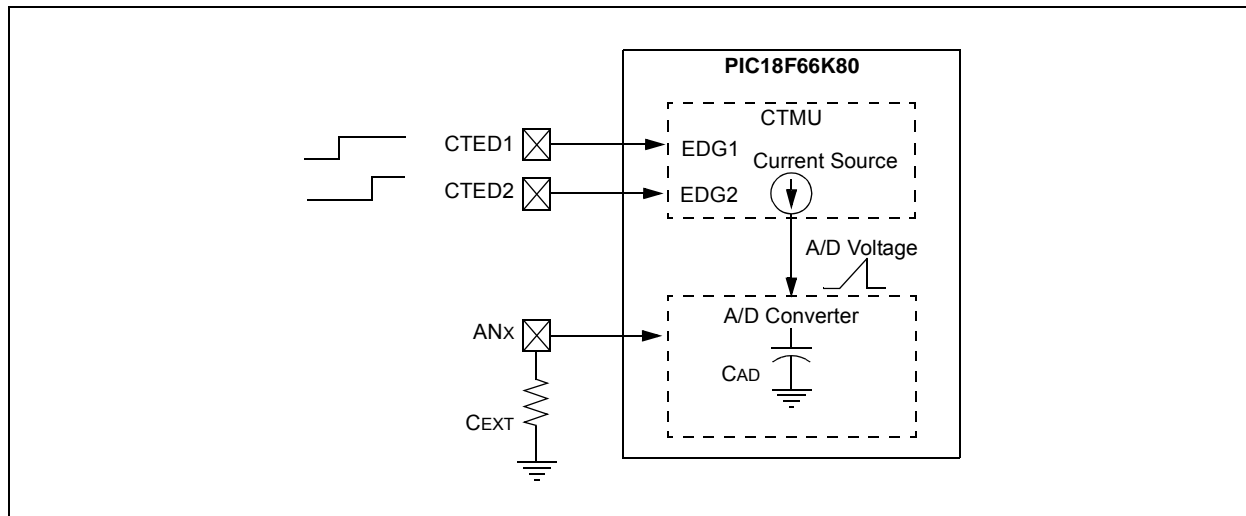 PIC18F66K80
CTMU
CTED1
EDG1
Current Source
CTED2
EDG2
A/D Voltage
A/D Converter
ANX
CAD
CEXT